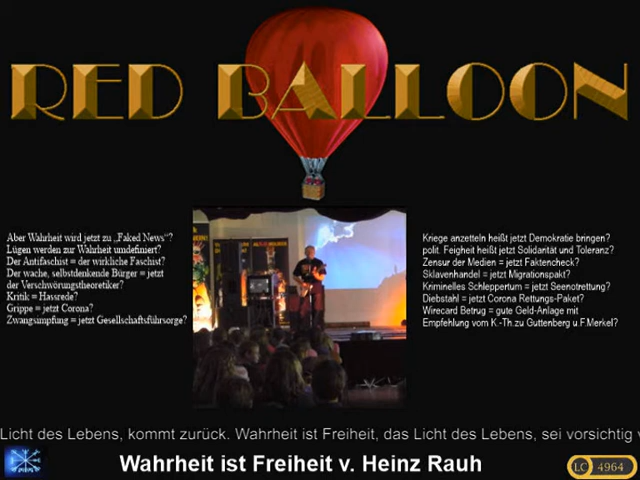 RED BALLOON
Aber Wahrheit wird jetzt zu „Faked News“?
Lügen werden zur Wahrheit umdefiniert?
Der Antifaschist = der wirkliche Faschist?
Der wache, selbstdenkende Bürger = jetzt
der Verschwörungstheoretiker?
Kritik = Hassrede?
Grippe = jetzt Corona?
Zwangsimpfung = jetzt Gesellschaftsführsorge?
Kriege anzetteln heißt jetzt Demokratie bringen?
polit. Feigheit heißt jetzt Solidarität und Toleranz?
Zensur der Medien = jetzt Faktencheck?
Sklavenhandel = jetzt Migrationspakt?
Kriminelles Schleppertum = jetzt Seenotrettung?
Diebstahl = jetzt Corona Rettungs-Paket?
Wirecard Betrug = gute Geld-Anlage mit
Empfehlung vom K.-Th.zu Guttenberg u.F.Merkel?
Licht des Lebens, kommt zurück. Wahrheit ist Freiheit, das Licht des Lebens, sei vorsichtig
Wahrheit ist Freiheit v. Heinz Rauh
LC 4964